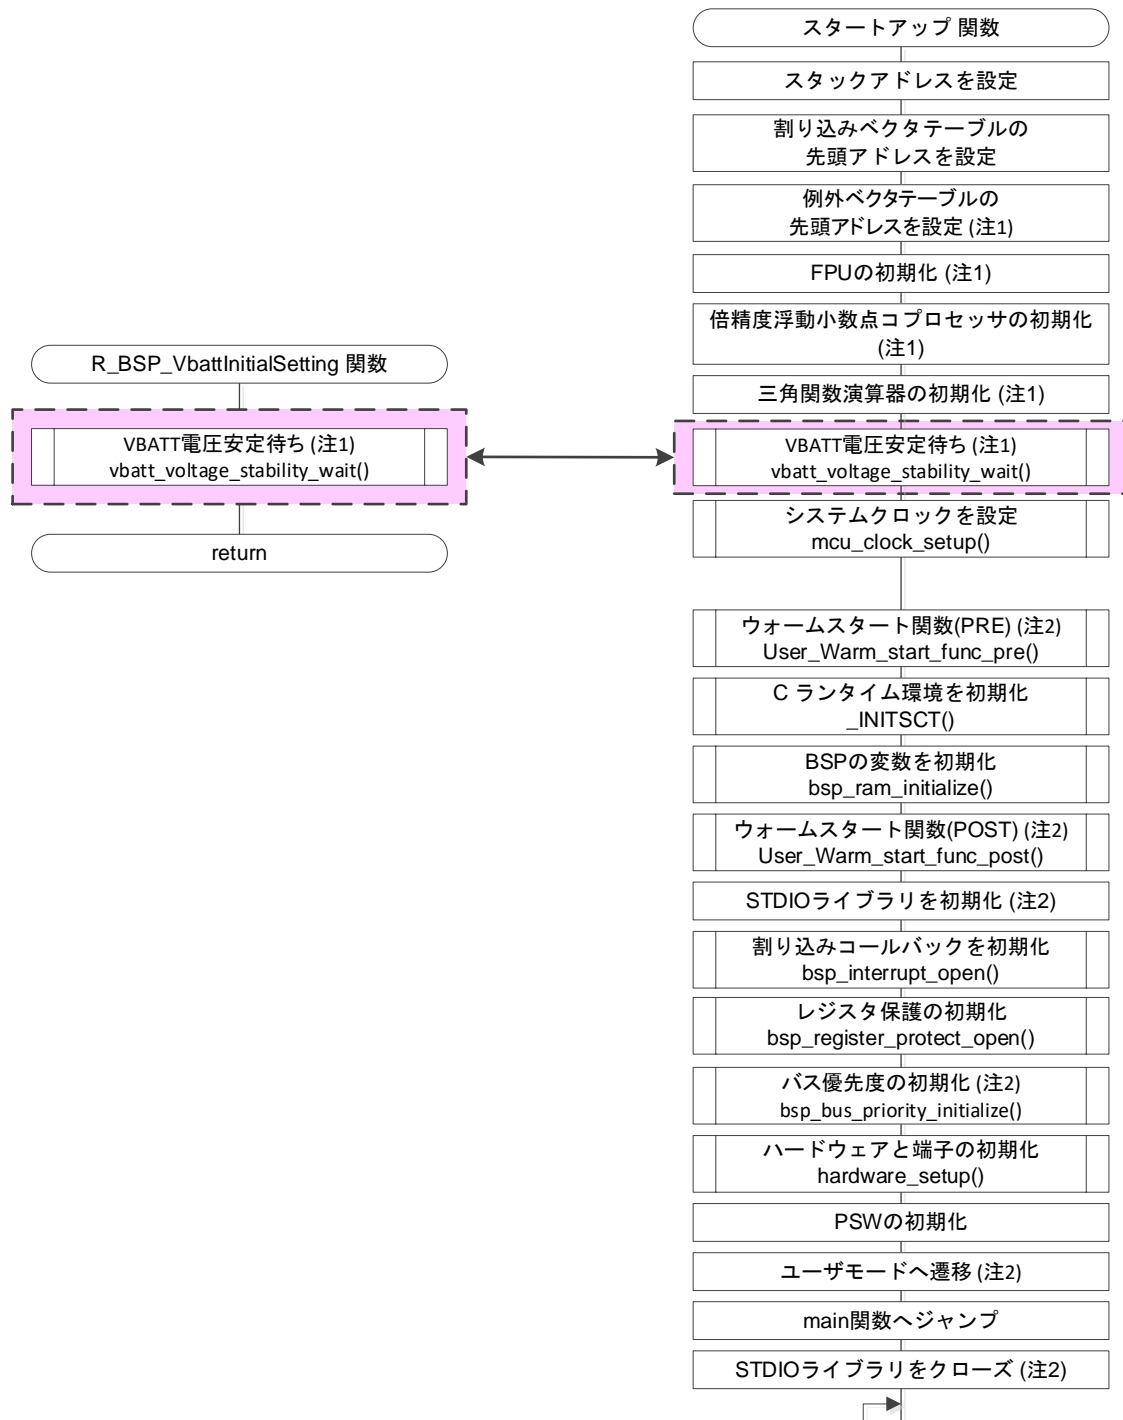 スタートアップ 関数
スタックアドレスを設定
割り込みベクタテーブルの
先頭アドレスを設定
例外ベクタテーブルの
先頭アドレスを設定 (注1)
FPUの初期化 (注1)
倍精度浮動小数点コプロセッサの初期化
(注1)
三角関数演算器の初期化 (注1)
R_BSP_VbattInitialSetting 関数
VBATT電圧安定待ち (注1)
vbatt_voltage_stability_wait()
return
VBATT電圧安定待ち (注1)
vbatt_voltage_stability_wait()
システムクロックを設定
mcu_clock_setup()
ウォームスタート関数(PRE) (注2)
User_Warm_start_func_pre()
C ランタイム環境を初期化
_INITSCT()
BSPの変数を初期化
bsp_ram_initialize()
ウォームスタート関数(POST) (注2)
User_Warm_start_func_post()
STDIOライブラリを初期化 (注2)
割り込みコールバックを初期化
bsp_interrupt_open()
レジスタ保護の初期化
bsp_register_protect_open()
バス優先度の初期化 (注2)
bsp_bus_priority_initialize()
ハードウェアと端子の初期化
hardware_setup()
PSWの初期化
ユーザモードへ遷移 (注2)
main関数へジャンプ
STDIOライブラリをクローズ (注2)